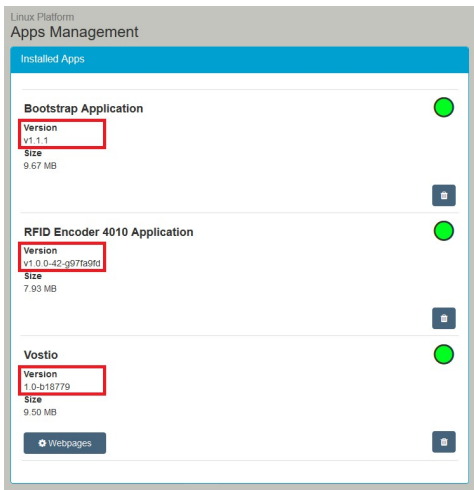 Linux Platform
Apps Management
Installed Apps
Bootstrap Application
Version
v1.1.1
Size
9.67 MB
RFID Encoder 4010 Application
Version
v1.0.0-42-g97fa9fd
Size
7.93 MB
Vostio
Version
1.0-b18779
Size
9.50 MB
Webpages